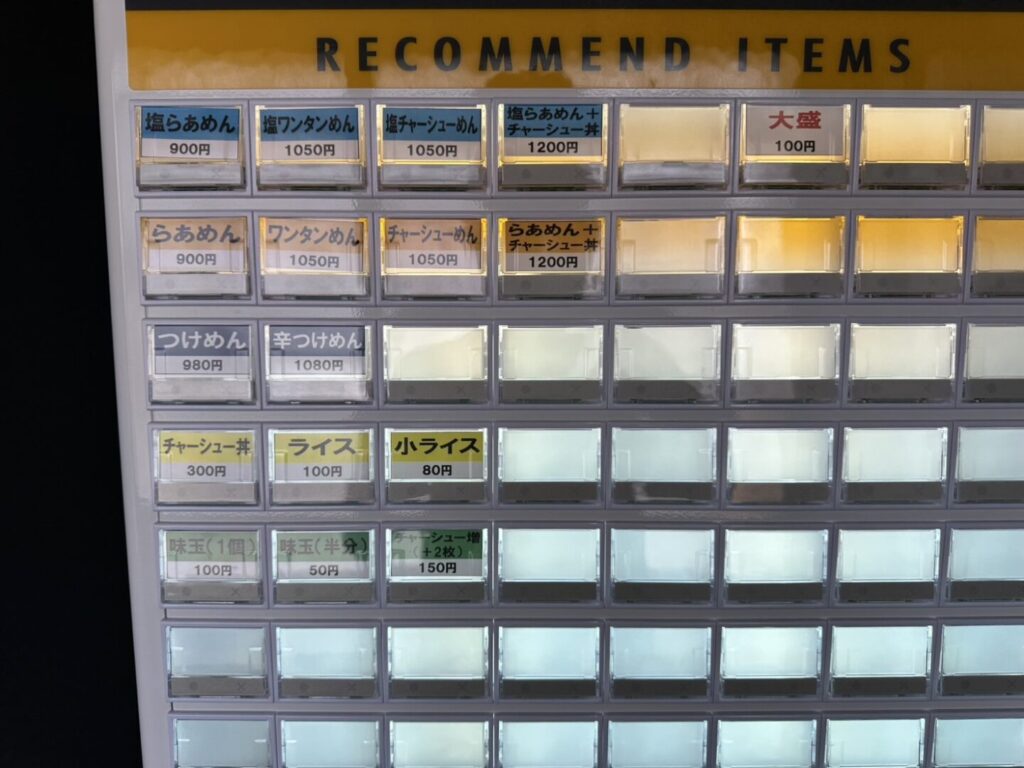 RECOMMEND ITEMS
塩らあめん
900円
塩ワンタンめん
1050円
塩チャーシューめん
1050円
塩らあめん+
チャーシュー丼
1200円
大盛
100円
らあめん
900円
ワンタンめん
1050円
チャーシューめん
1050円
らあめん+
チャーシュー丼
1200円
つけめん
980円
辛つけめん
1080円
チャーシュー丼
300円
ライス
100円
小ライス
80円
味玉(1個)
100円
味玉(半分)
50円
チャーシュー増
(+2枚)
150円